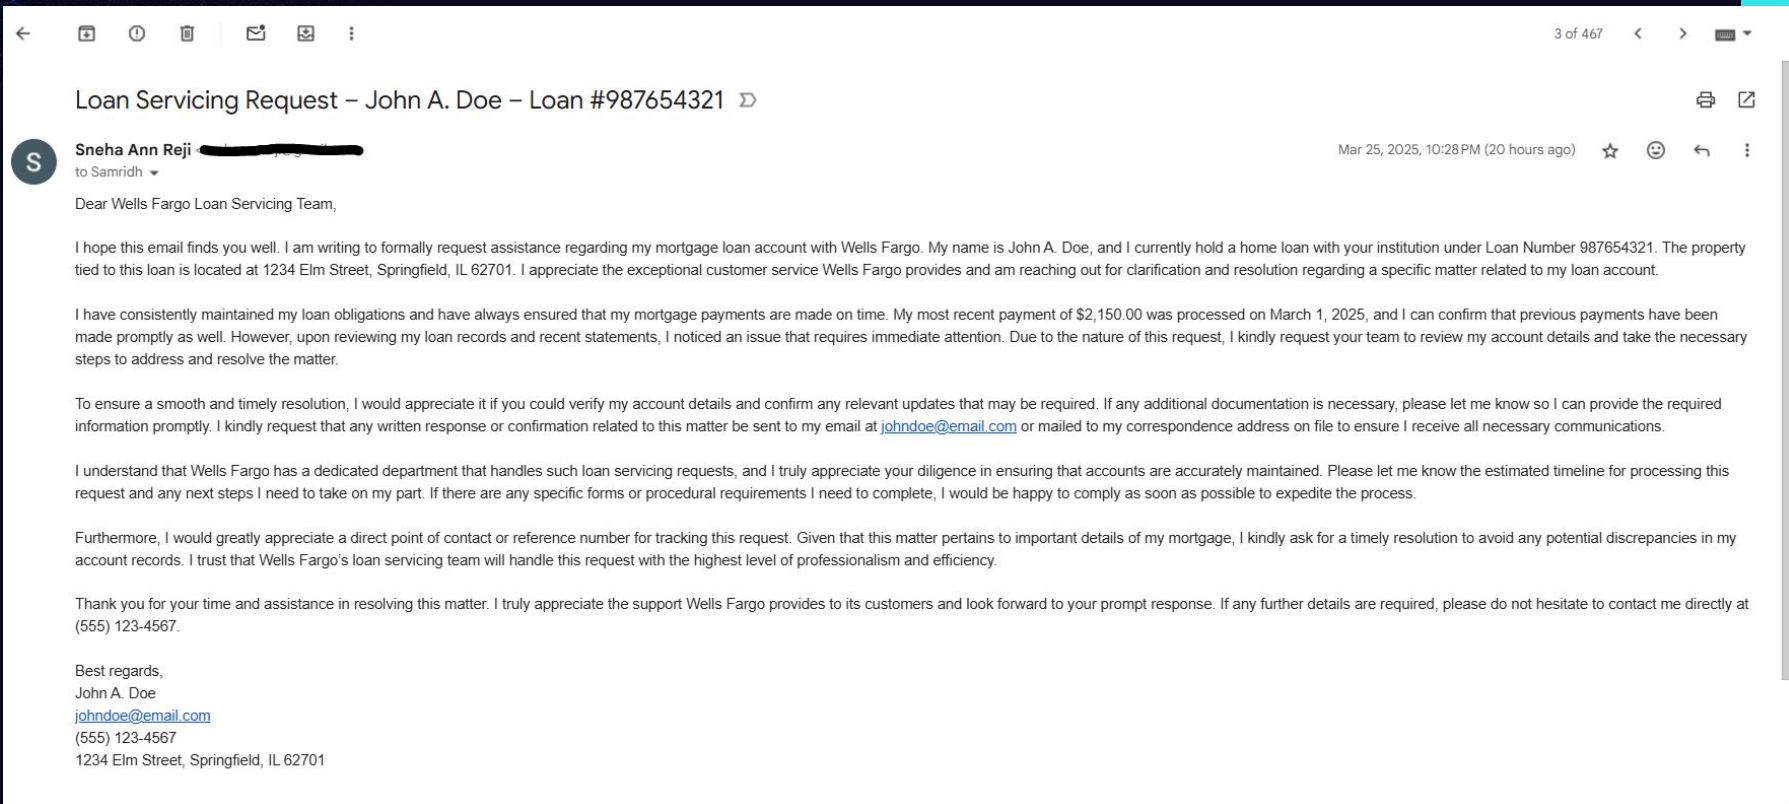 3 of 467
Loan Servicing Request – John A. Doe – Loan #987654321
Sneha Ann Reji
Mar 25, 2025, 10:28 PM (20 hours ago)
S
to Samridh
Dear Wells Fargo Loan Servicing Team,
I hope this email finds you well. I am writing to formally request assistance regarding my mortgage loan account with Wells Fargo. My name is John A. Doe, and I currently hold a home loan with your institution under Loan Number 987654321. The property
tied to this loan is located at 1234 Elm Street, Springfield, IL 62701. I appreciate the exceptional customer service Wells Fargo provides and am reaching out for clarification and resolution regarding a specific matter related to my loan account.
I have consistently maintained my loan obligations and have always ensured that my mortgage payments are made on time. My most recent payment of $2,150.00 was processed on March 1, 2025, and I can confirm that previous payments have been
made promptly as well. However, upon reviewing my loan records and recent statements, I noticed an issue that requires immediate attention. Due to the nature of this request, I kindly request your team to review my account details and take the necessary
steps to address and resolve the matter.
To ensure a smooth and timely resolution, I would appreciate it if you could verify my account details and confirm any relevant updates that may be required. If any additional documentation is necessary, please let me know so I can provide the required
information promptly. I kindly request that any written response or confirmation related to this matter be sent to my email at johndoe@email.com or mailed to my correspondence address on file to ensure I receive all necessary communications.
I understand that Wells Fargo has a dedicated department that handles such loan servicing requests, and I truly appreciate your diligence in ensuring that accounts are accurately maintained. Please let me know the estimated timeline for processing this
request and any next steps I need to take on my part. If there are any specific forms or procedural requirements I need to complete, I would be happy to comply as soon as possible to expedite the process.
Furthermore, I would greatly appreciate a direct point of contact or reference number for tracking this request. Given that this matter pertains to important details of my mortgage, I kindly ask for a timely resolution to avoid any potential discrepancies in my
account records. I trust that Wells Fargo's loan servicing team will handle this request with the highest level of professionalism and efficiency.
Thank you for your time and assistance in resolving this matter. I truly appreciate the support Wells Fargo provides to its customers and look forward to your prompt response. If any further details are required, please do not hesitate to contact me directly at
(555) 123-4567.
Best regards,
John A. Doe
johndoe@email.com
(555) 123-4567
1234 Elm Street, Springfield, IL 62701